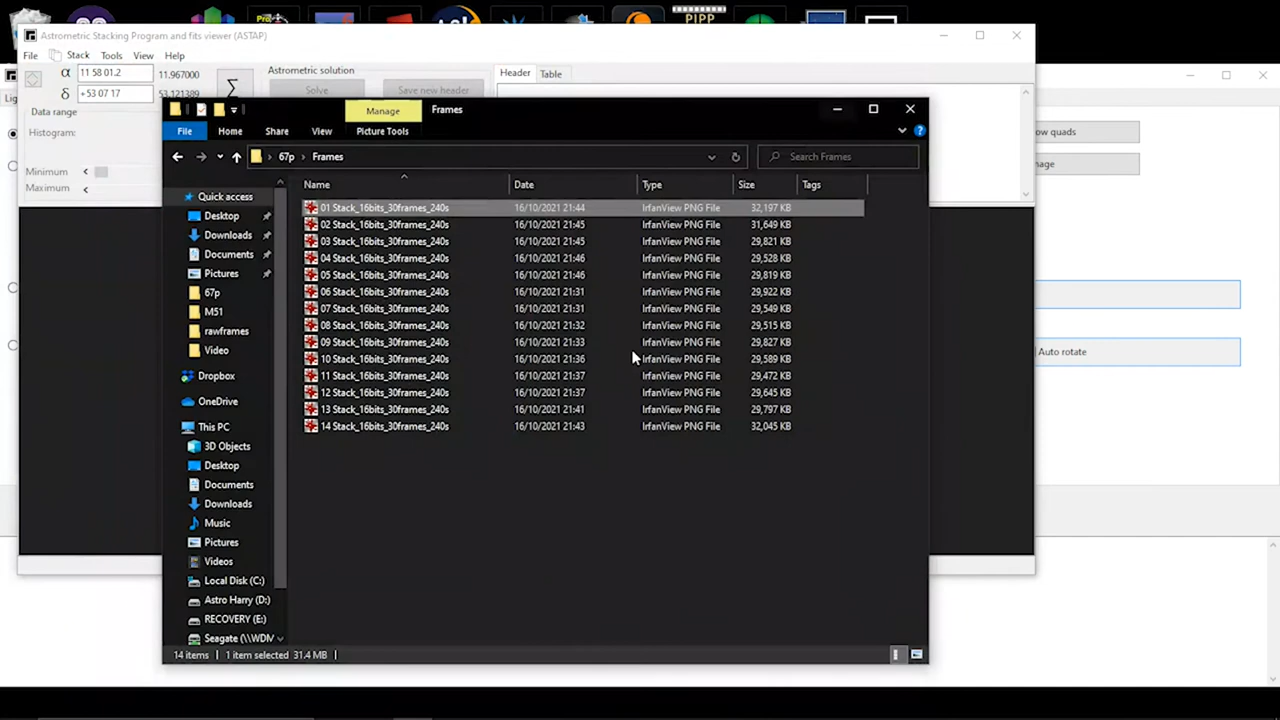 PIPP
Astrometric Stacking Program and fits viewer (ASTAP)
File Stack Tools View Help
α 11 58 01.2 11.967000
δ +53 07 17 53.121389
Σ
Astrometric solution
Solve Save new header
Header Table
Data range
Histogram:
Minimum
Maximum
Manage Frames
File Home Share View Picture Tools
67p › Frames
Search Frames
Name Date Type Size Tags
01 Stack_16bits_30frames_240s 16/10/2021 21:44 IrfanView PNG File 32,197 KB
02 Stack_16bits_30frames_240s 16/10/2021 21:45 IrfanView PNG File 31,649 KB
03 Stack_16bits_30frames_240s 16/10/2021 21:45 IrfanView PNG File 29,821 KB
04 Stack_16bits_30frames_240s 16/10/2021 21:46 IrfanView PNG File 29,528 KB
05 Stack_16bits_30frames_240s 16/10/2021 21:46 IrfanView PNG File 29,819 KB
06 Stack_16bits_30frames_240s 16/10/2021 21:31 IrfanView PNG File 29,922 KB
07 Stack_16bits_30frames_240s 16/10/2021 21:31 IrfanView PNG File 29,549 KB
08 Stack_16bits_30frames_240s 16/10/2021 21:32 IrfanView PNG File 29,515 KB
09 Stack_16bits_30frames_240s 16/10/2021 21:33 IrfanView PNG File 29,827 KB
10 Stack_16bits_30frames_240s 16/10/2021 21:36 IrfanView PNG File 29,589 KB
11 Stack_16bits_30frames_240s 16/10/2021 21:37 IrfanView PNG File 29,472 KB
12 Stack_16bits_30frames_240s 16/10/2021 21:37 IrfanView PNG File 29,645 KB
13 Stack_16bits_30frames_240s 16/10/2021 21:41 IrfanView PNG File 29,797 KB
14 Stack_16bits_30frames_240s 16/10/2021 21:43 IrfanView PNG File 32,045 KB
Quick access
Desktop
Downloads
Documents
Pictures
67p
M51
rawframes
Video
Dropbox
OneDrive
This PC
3D Objects
Desktop
Documents
Downloads
Music
Pictures
Videos
Local Disk (C:)
Astro Harry (D:)
RECOVERY (E:)
Seagate (\\WDM
14 items 1 item selected 31.4 MB
ow quads
nage
Auto rotate